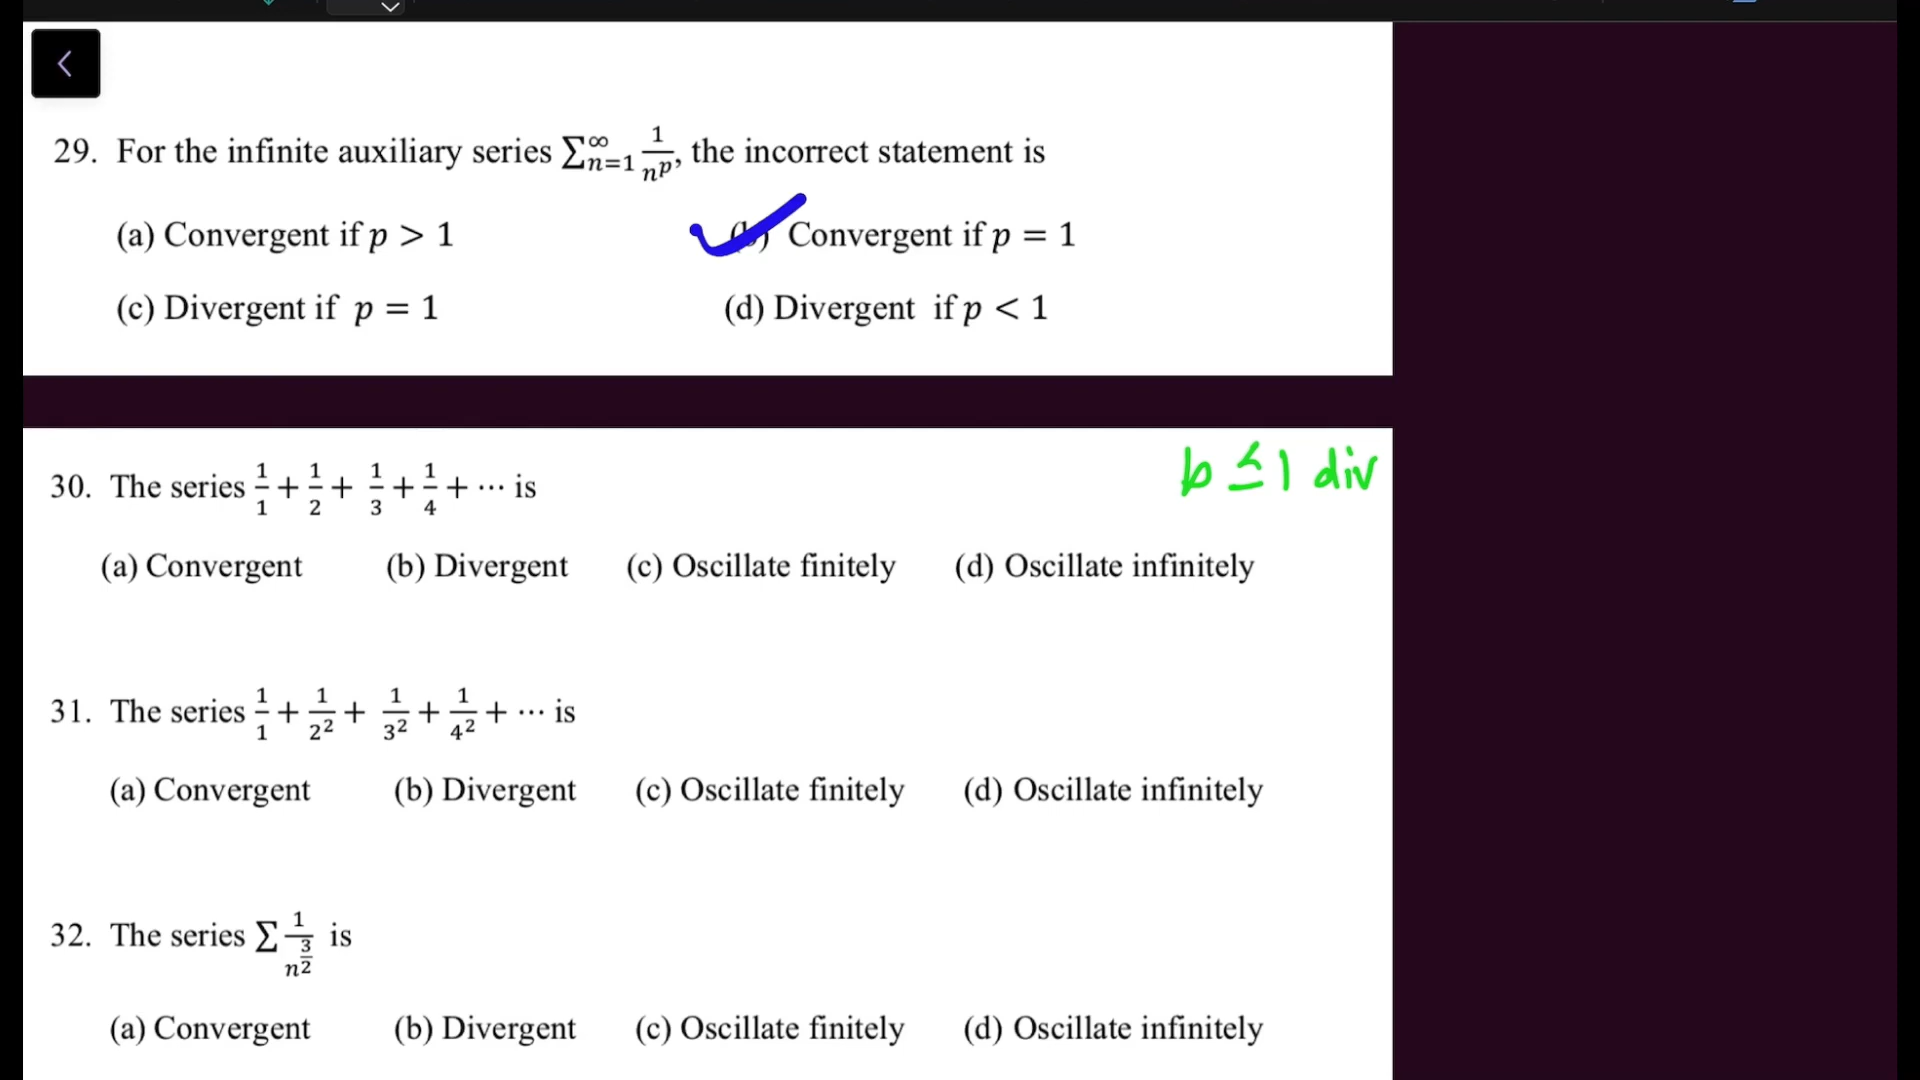 29. For the infinite auxiliary series ∑_{n=1}^{∞} 1/n^p, the incorrect statement is
(a) Convergent if p > 1 (b) Convergent if p = 1
(c) Divergent if p = 1 (d) Divergent if p < 1
p ≤ 1 div
30. The series 1/1 + 1/2 + 1/3 + 1/4 + ⋯ is
(a) Convergent (b) Divergent (c) Oscillate finitely (d) Oscillate infinitely
31. The series 1/1 + 1/2² + 1/3² + 1/4² + ⋯ is
(a) Convergent (b) Divergent (c) Oscillate finitely (d) Oscillate infinitely
32. The series ∑ 1/n^{3/2} is
(a) Convergent (b) Divergent (c) Oscillate finitely (d) Oscillate infinitely